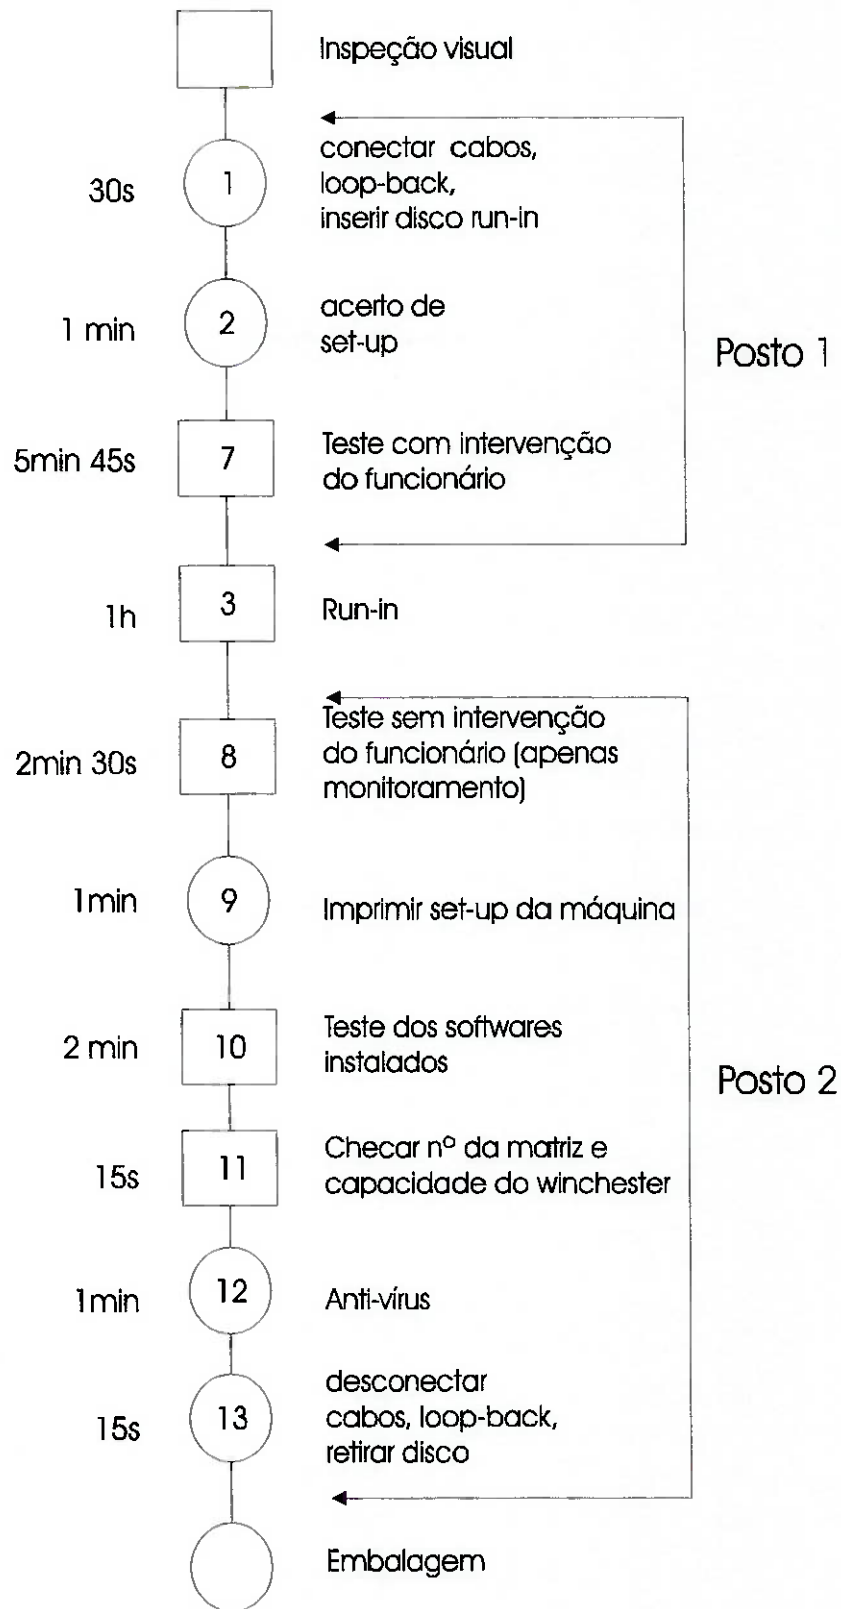 Inspeção visual
30s
1
conectar cabos,
loop-back,
inserir disco run-in
1 min
2
acerto de
set-up
Posto 1
5min 45s
7
Teste com intervenção
do funcionário
1h
3
Run-in
2min 30s
8
Teste sem intervenção
do funcionário (apenas
monitoramento)
1min
9
Imprimir set-up da máquina
2 min
10
Teste dos softwares
instalados
Posto 2
15s
11
Checar nº da matriz e
capacidade do winchester
1min
12
Anti-vírus
15s
13
desconectar
cabos, loop-back,
retirar disco
Embalagem